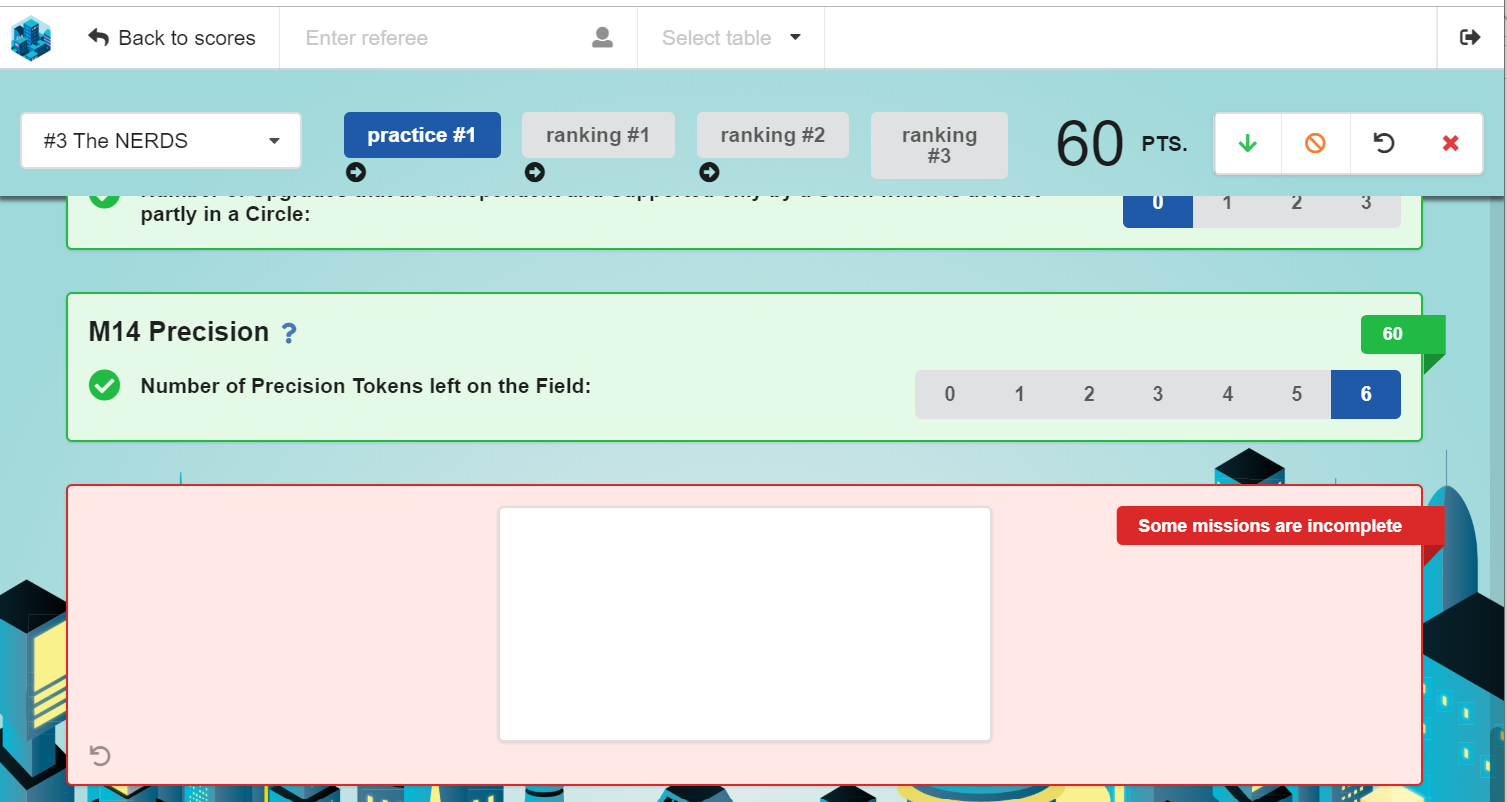 Back to scores
Enter referee
Select table
#3 The NERDS
practice #1
ranking #1
ranking #2
ranking
#3
60 PTS.
partly in a Circle:
0 1 2 3
M14 Precision ?
60
Number of Precision Tokens left on the Field:
0 1 2 3 4 5 6
Some missions are incomplete